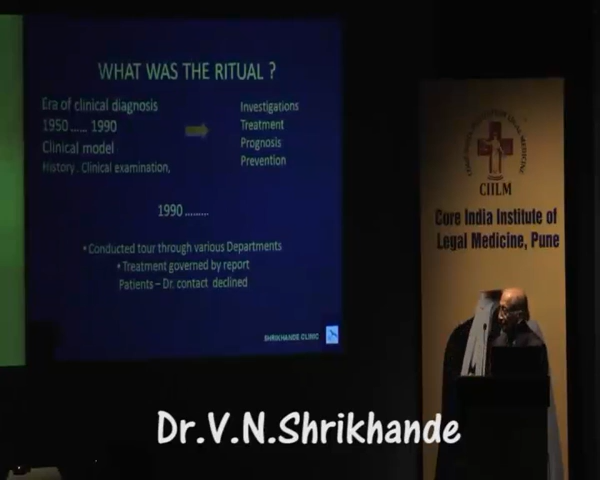 WHAT WAS THE RITUAL ?
Era of clinical diagnosis
1950 ...... 1990
Clinical model
History . Clinical examination,
Investigations
Treatment
Prognosis
Prevention
1990 .........
• Conducted tour through various Departments
• Treatment governed by report
Patients – Dr. contact declined
SHRIKHANDE CLINIC
CIILM
Core India Institute of
Legal Medicine, Pune
Dr.V.N.Shrikhande